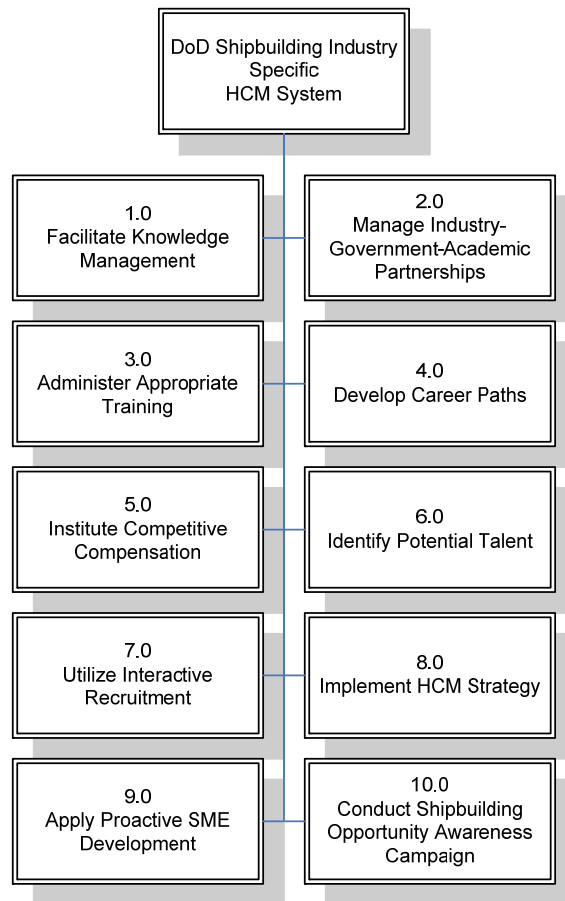 DoD Shipbuilding Industry
Specific
HCM System
1.0
Facilitate Knowledge
Management
2.0
Manage Industry-
Government-Academic
Partnerships
3.0
Administer Appropriate
Training
4.0
Develop Career Paths
5.0
Institute Competitive
Compensation
6.0
Identify Potential Talent
7.0
Utilize Interactive
Recruitment
8.0
Implement HCM Strategy
9.0
Apply Proactive SME
Development
10.0
Conduct Shipbuilding
Opportunity Awareness
Campaign